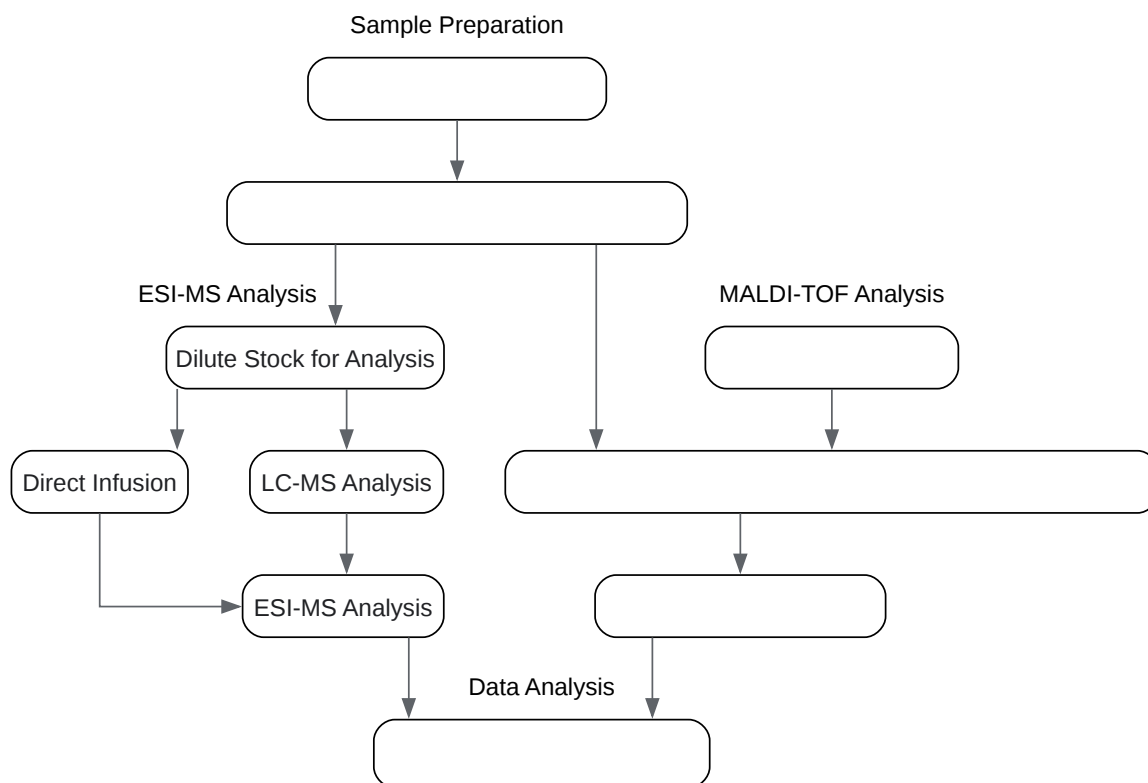 Sample Preparation
ESI-MS Analysis
MALDI-TOF Analysis
Dilute Stock for Analysis
Direct Infusion
LC-MS Analysis
ESI-MS Analysis
Data Analysis